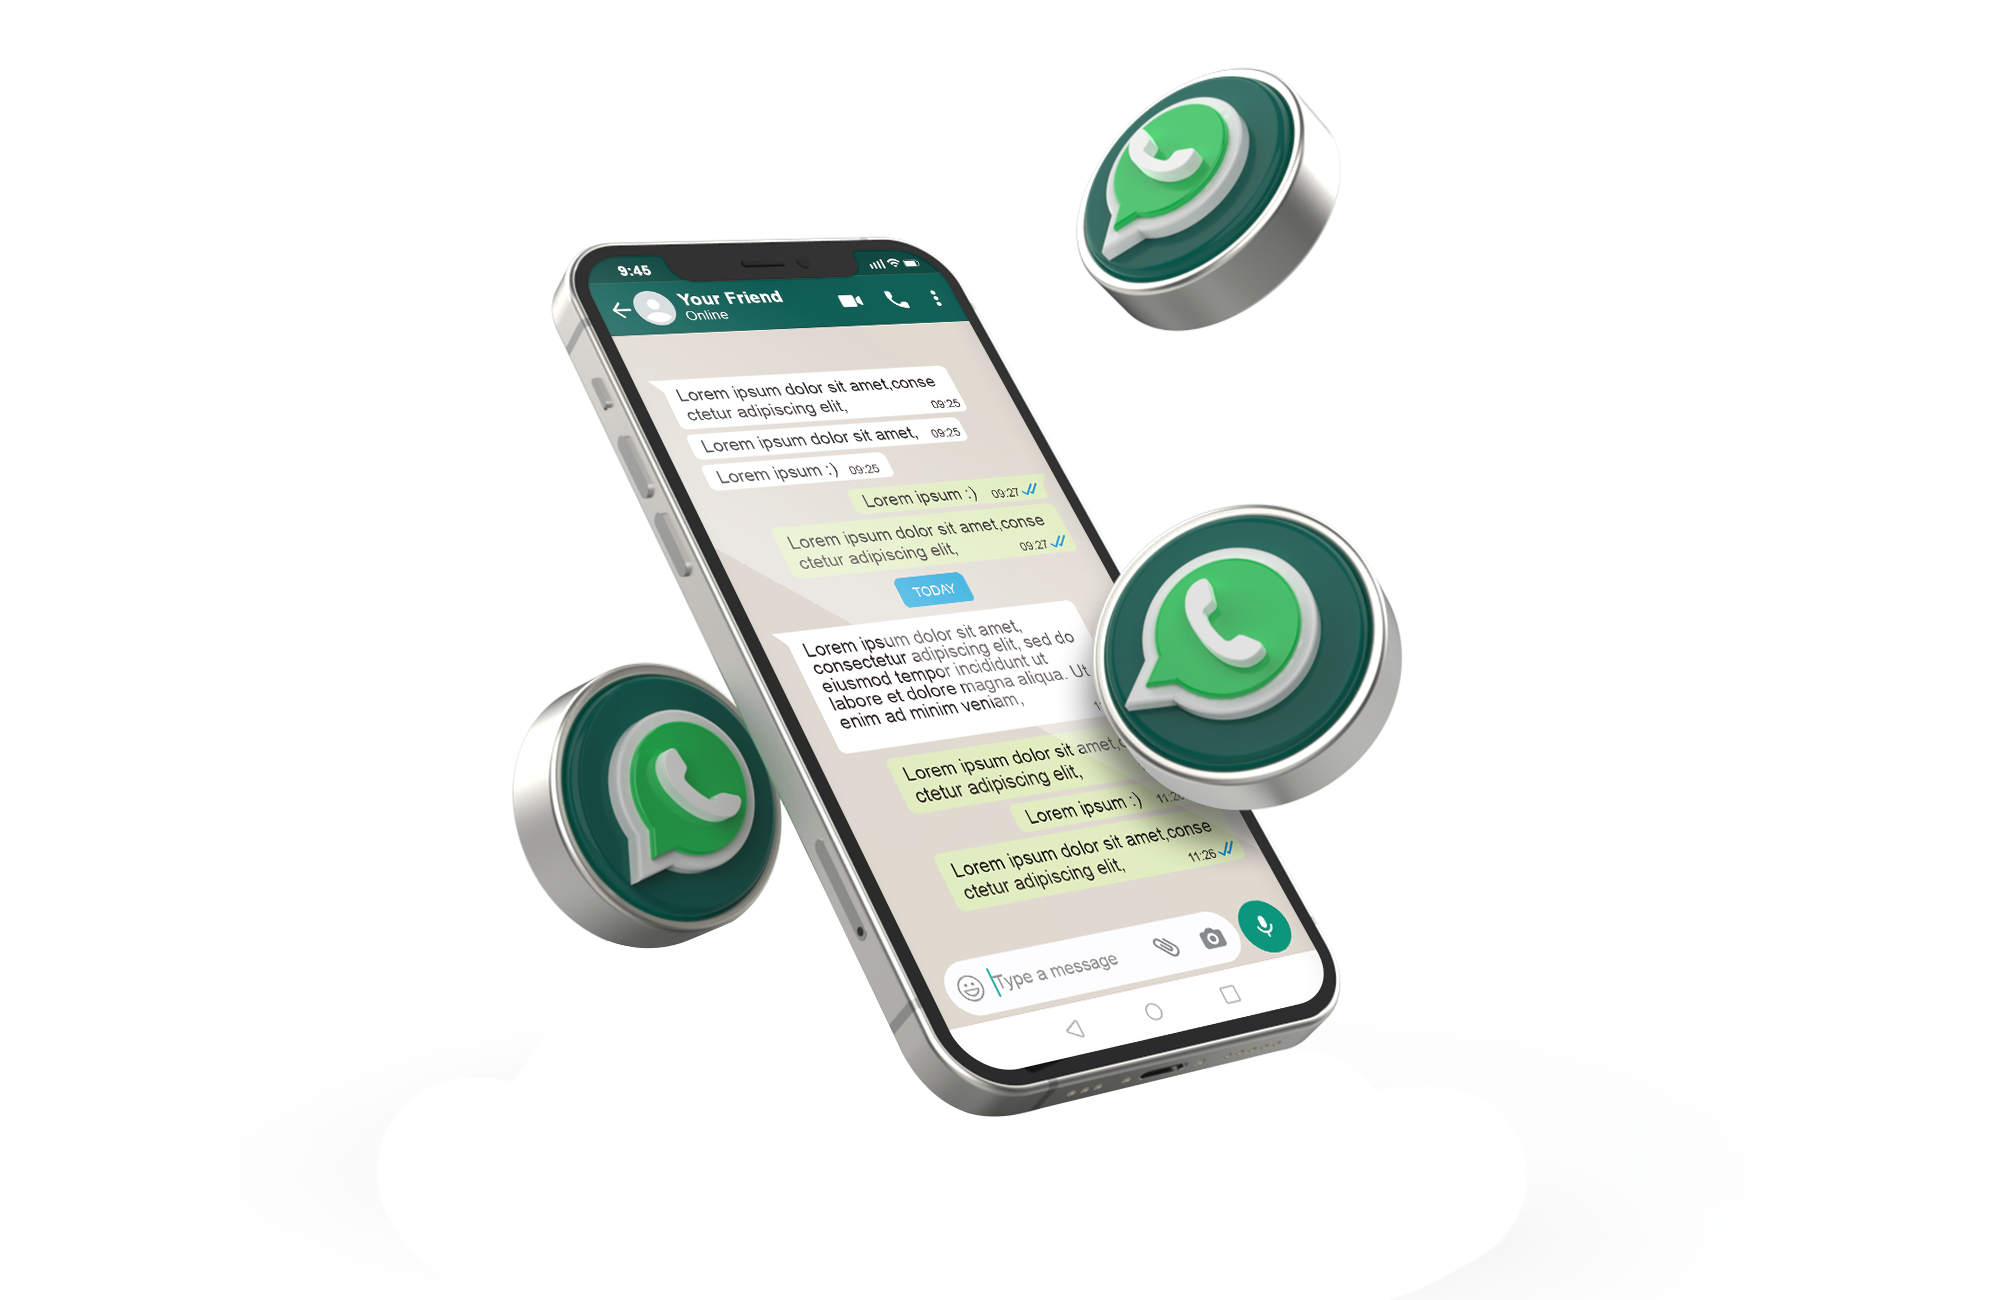 9:45
Your Friend
Online
Lorem ipsum dolor sit amet,conse
ctetur adipiscing elit,
09:25
Lorem ipsum dolor sit amet,
09:25
Lorem ipsum :)
09:25
Lorem ipsum :)
09:27
Lorem ipsum dolor sit amet,conse
ctetur adipiscing elit,
09:27
TODAY
Lorem ipsum dolor sit amet,
consectetur adipiscing elit, sed do
eiusmod tempor incididunt ut
labore et dolore magna aliqua. Ut
enim ad minim veniam,
Lorem ipsum dolor sit amet,
ctetur adipiscing elit,
Lorem ipsum :)
Lorem ipsum dolor sit amet,conse
ctetur adipiscing elit,
11:26
Type a message